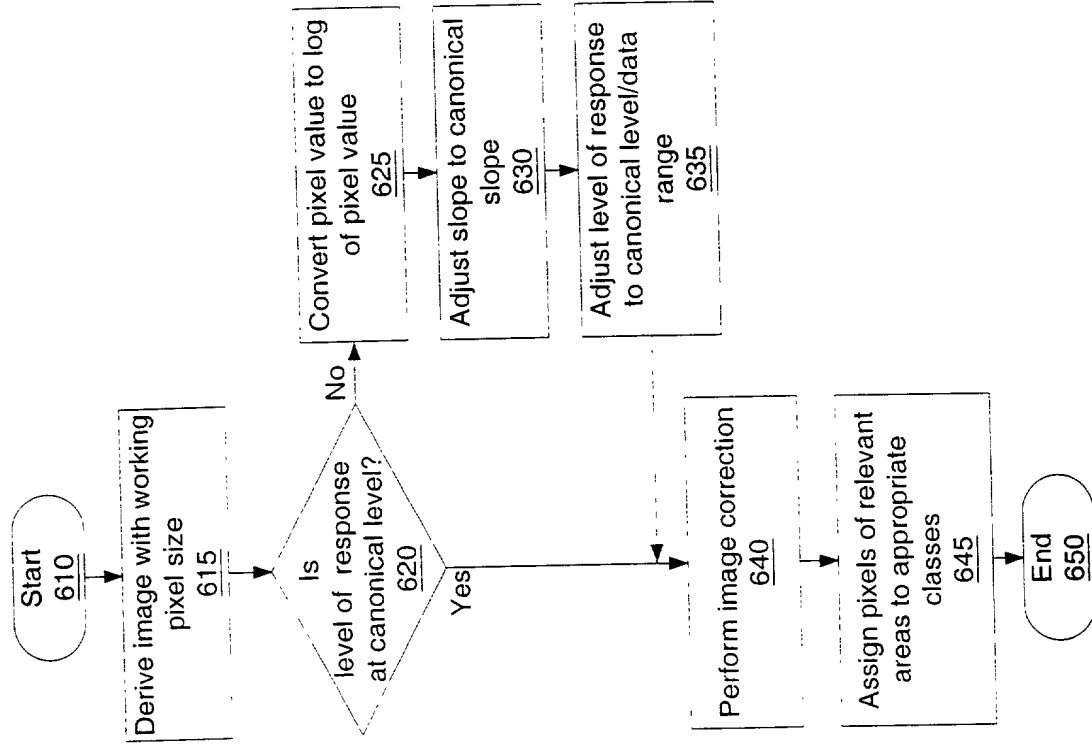 Start
610
Derive image with working
pixel size
615
Is
level of response
at canonical level?
620
No
Yes
Convert pixel value to log
of pixel value
625
Adjust slope to canonical
slope
630
Adjust level of response
to canonical level/data
range
635
Perform image correction
640
Assign pixels of relevant
areas to appropriate
classes
645
End
650